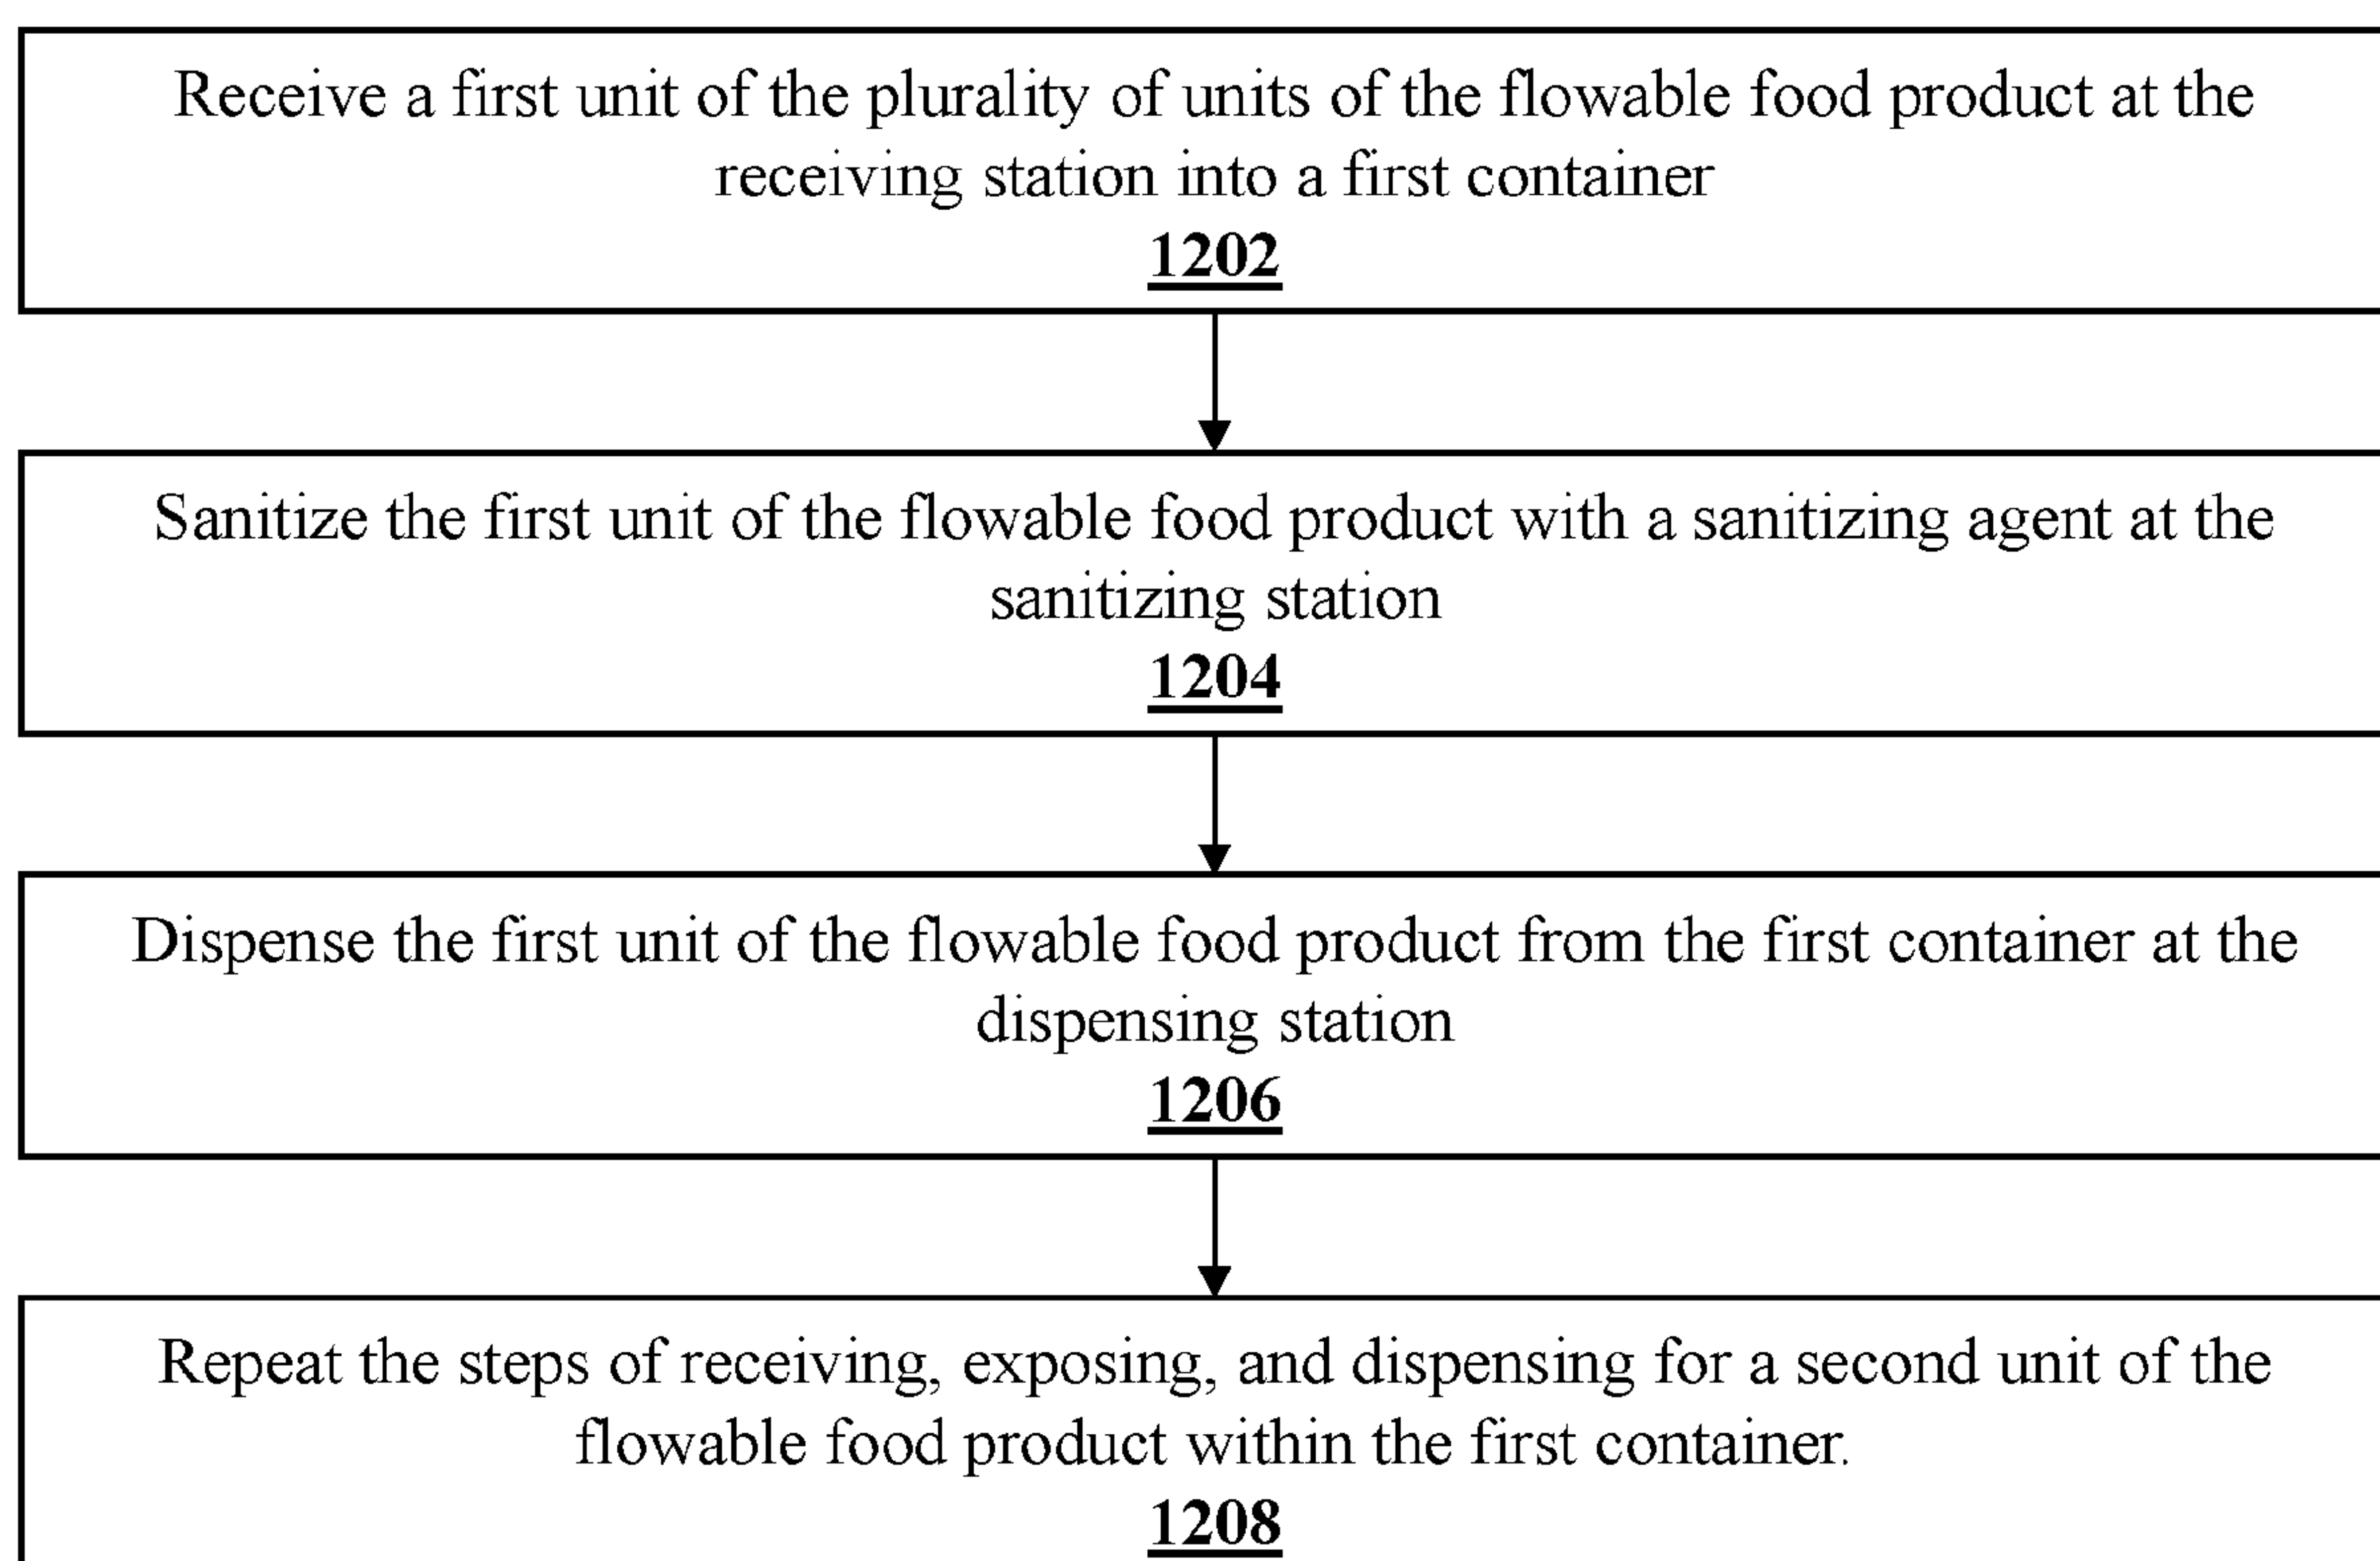 Receive a first unit of the plurality of units of the flowable food product at the
receiving station into a first container
1202
Sanitize the first unit of the flowable food product with a sanitizing agent at the
sanitizing station
1204
Dispense the first unit of the flowable food product from the first container at the
dispensing station
1206
Repeat the steps of receiving, exposing, and dispensing for a second unit of the
flowable food product within the first container.
1208